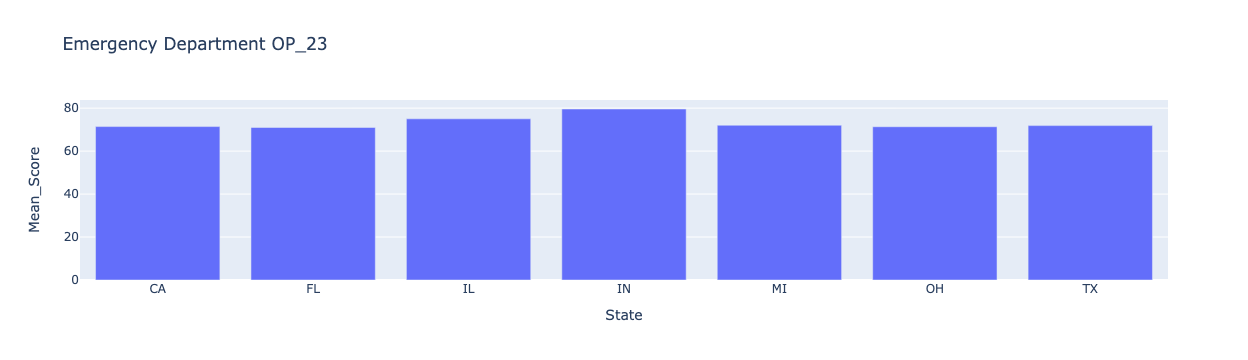 Emergency Department OP_23
Mean_Score
80
60
40
20
0
CA FL IL IN MI OH TX
State